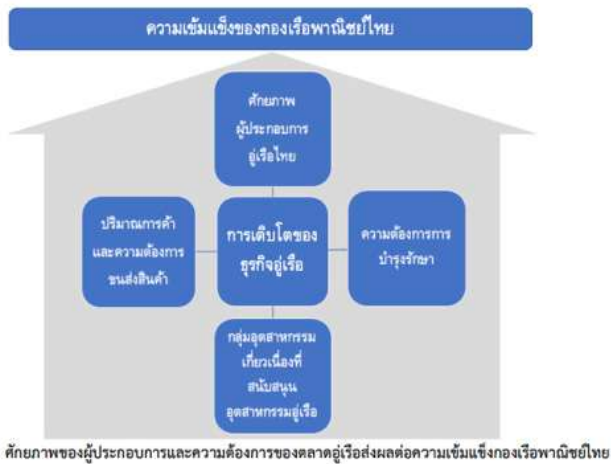 ความเข้มแข็งของกองเรือพาณิชย์ไทย
ศักยภาพ
ผู้ประกอบการ
อู่เรือไทย
ปริมาณการค้า
และความต้องการ
ขนส่งสินค้า
การเติบโตของ
ธุรกิจอู่เรือ
ความต้องการการ
บำรุงรักษา
กลุ่มอุตสาหกรรม
เกี่ยวเนื่องที่
สนับสนุน
อุตสาหกรรมอู่เรือ
ศักยภาพของผู้ประกอบการและความต้องการของตลาดอู่เรือส่งผลต่อความเข้มแข็งกองเรือพาณิชย์ไทย